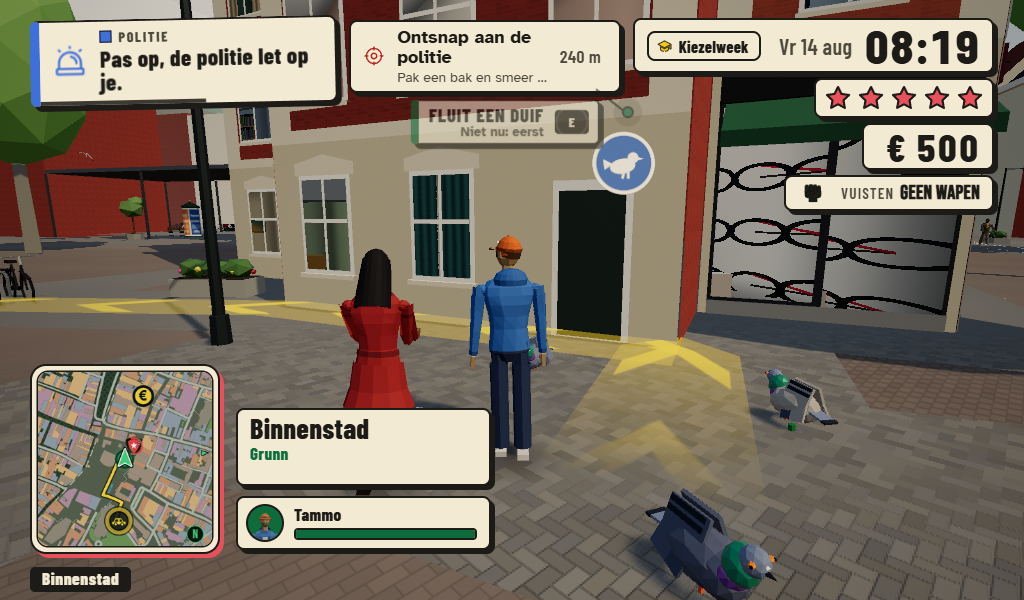 POLITIE
Pas op, de politie let op
je.
Ontsnap aan de
politie
240 m
Pak een bak en smeer ...
Kiezelweek
Vr 14 aug
08:19
€ 500
VUISTEN GEEN WAPEN
FLUIT EEN DUIF
Niet nu: eerst
E
€
N
Binnenstad
Grunn
Tammo
Binnenstad